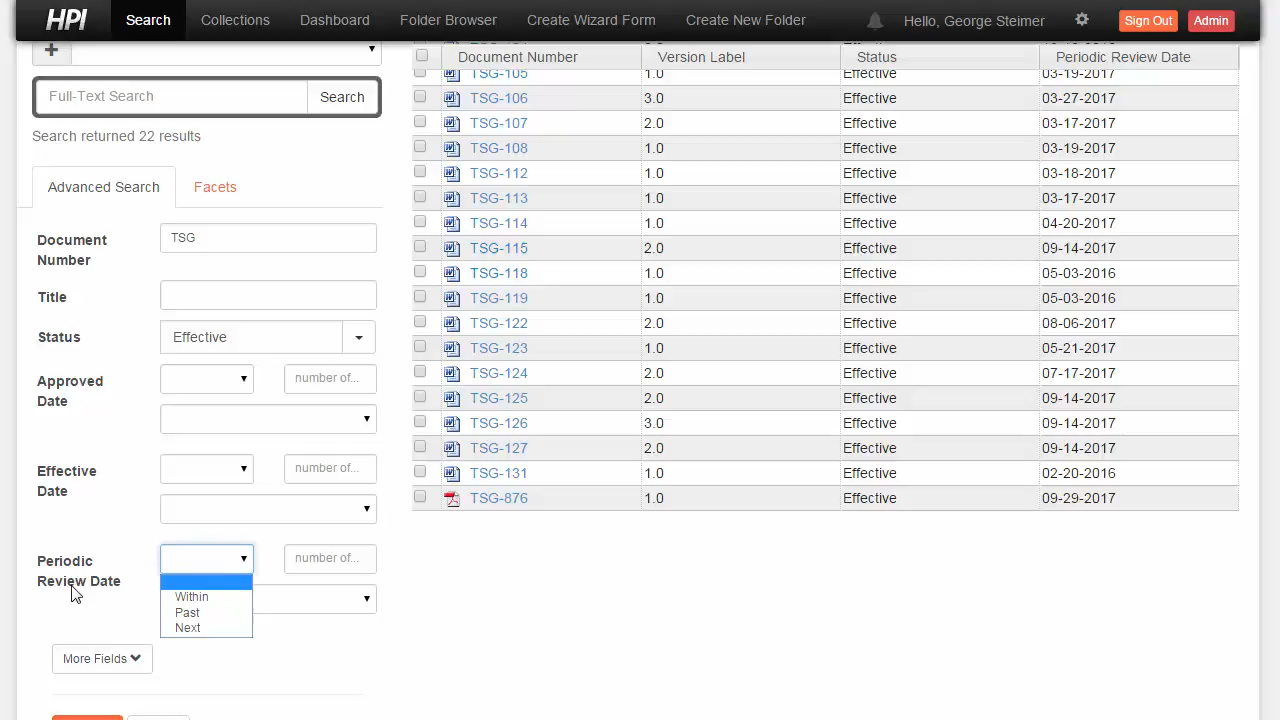 HPI Search Collections Dashboard Folder Browser Create Wizard Form Create New Folder Hello, George Steimer Sign Out Admin
Full-Text Search Search
Search returned 22 results
Advanced Search Facets
Document Number TSG
Title
Status Effective
Approved Date number of...
Effective Date number of...
Periodic Review Date number of...
Within
Past
Next
More Fields
Document Number Version Label Status Periodic Review Date
TSG-105 1.0 Effective 03-19-2017
TSG-106 3.0 Effective 03-27-2017
TSG-107 2.0 Effective 03-17-2017
TSG-108 1.0 Effective 03-19-2017
TSG-112 1.0 Effective 03-18-2017
TSG-113 1.0 Effective 03-17-2017
TSG-114 1.0 Effective 04-20-2017
TSG-115 2.0 Effective 09-14-2017
TSG-118 1.0 Effective 05-03-2016
TSG-119 1.0 Effective 05-03-2016
TSG-122 2.0 Effective 08-06-2017
TSG-123 1.0 Effective 05-21-2017
TSG-124 2.0 Effective 07-17-2017
TSG-125 2.0 Effective 09-14-2017
TSG-126 3.0 Effective 09-14-2017
TSG-127 2.0 Effective 09-14-2017
TSG-131 1.0 Effective 02-20-2016
TSG-876 1.0 Effective 09-29-2017